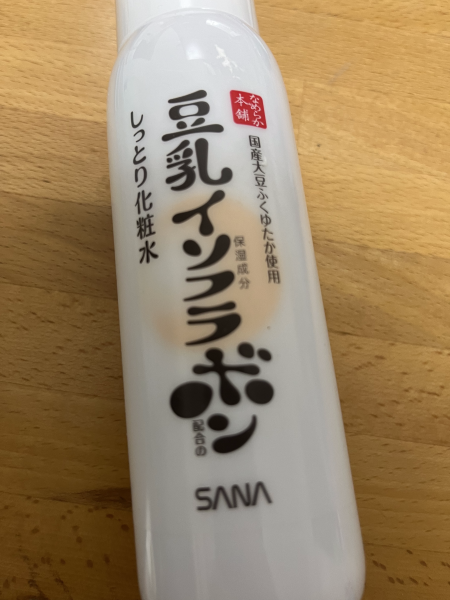 なめらか
本舗
国産大豆ふくゆたか使用
豆乳イソフラボン
保湿成分
配合の
しっとり化粧水
SANA